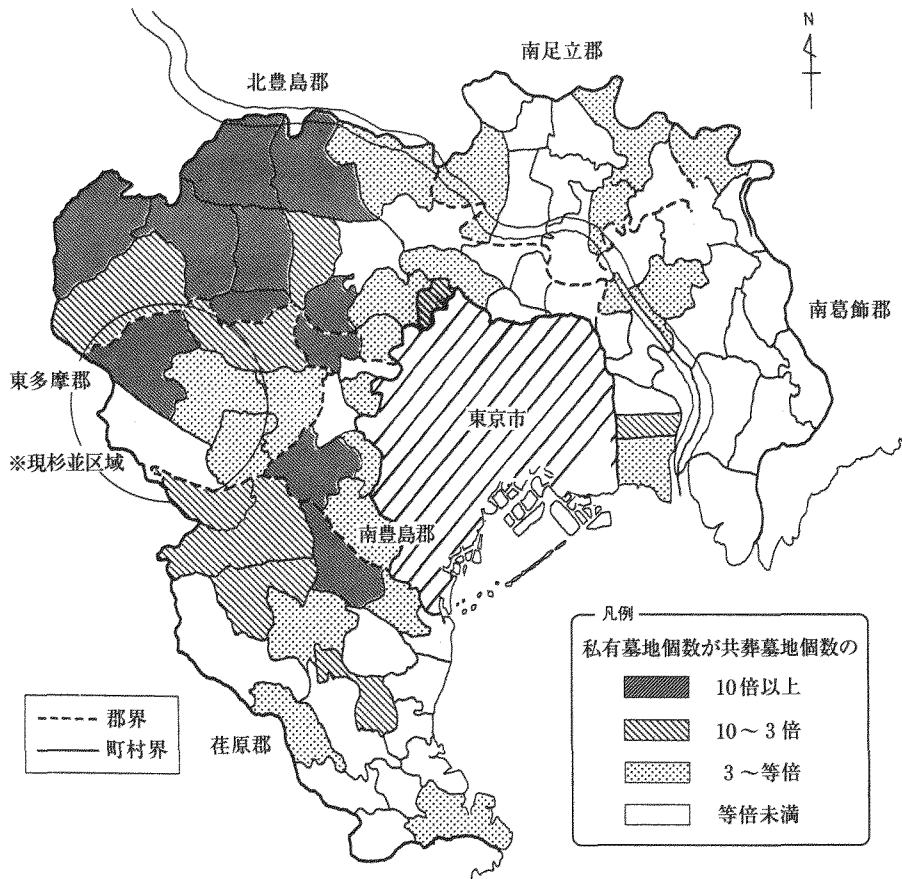 N
南足立郡
北豊島郡
南葛飾郡
東多摩郡
東京市
※現杉並区域
南豊島郡
荏原郡
郡界
町村界
凡例
私有墓地個数が共葬墓地個数の
10倍以上
10～3倍
3～等倍
等倍未満